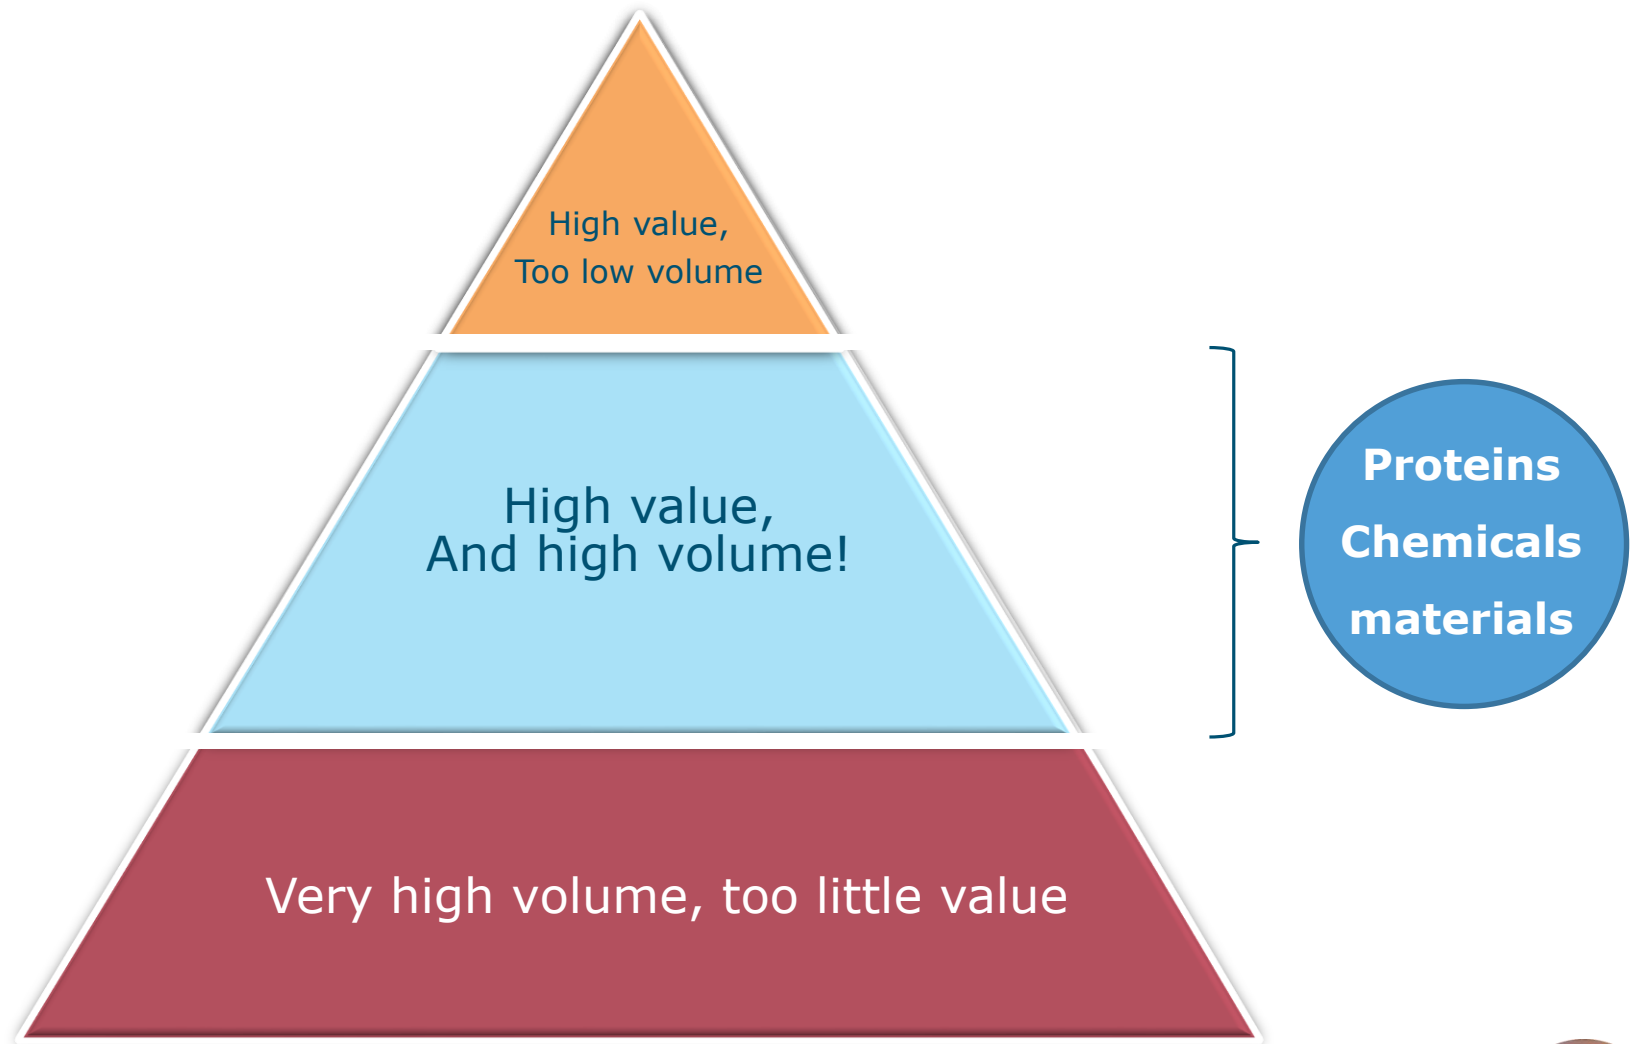 High value,
Too low volume
High value,
And high volume!
Proteins
Chemicals
materials
Very high volume, too little value